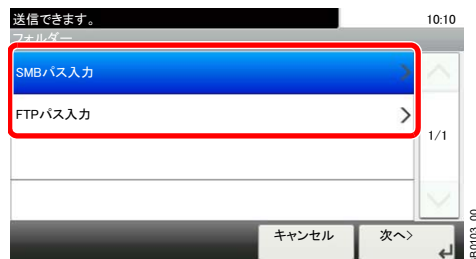 送信できます。 10:10
フォルダー
SMBパス入力
FTPパス入力
1/1
キャンセル 次へ>
B0103_00